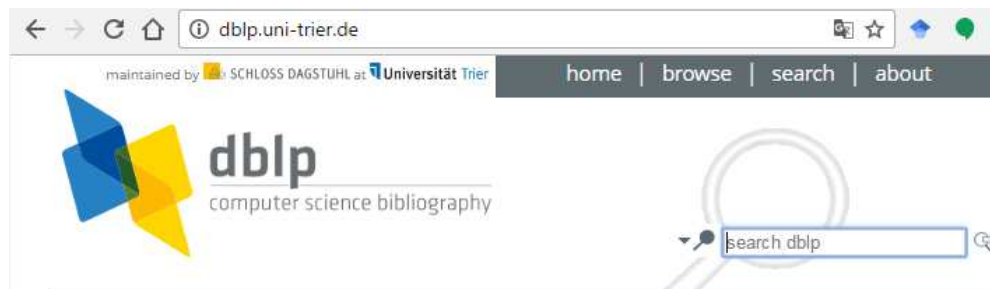 dblp.uni-trier.de
maintained by SCHLOSS DAGSTUHL at Universität Trier
home | browse | search | about
dblp
computer science bibliography
search dblp